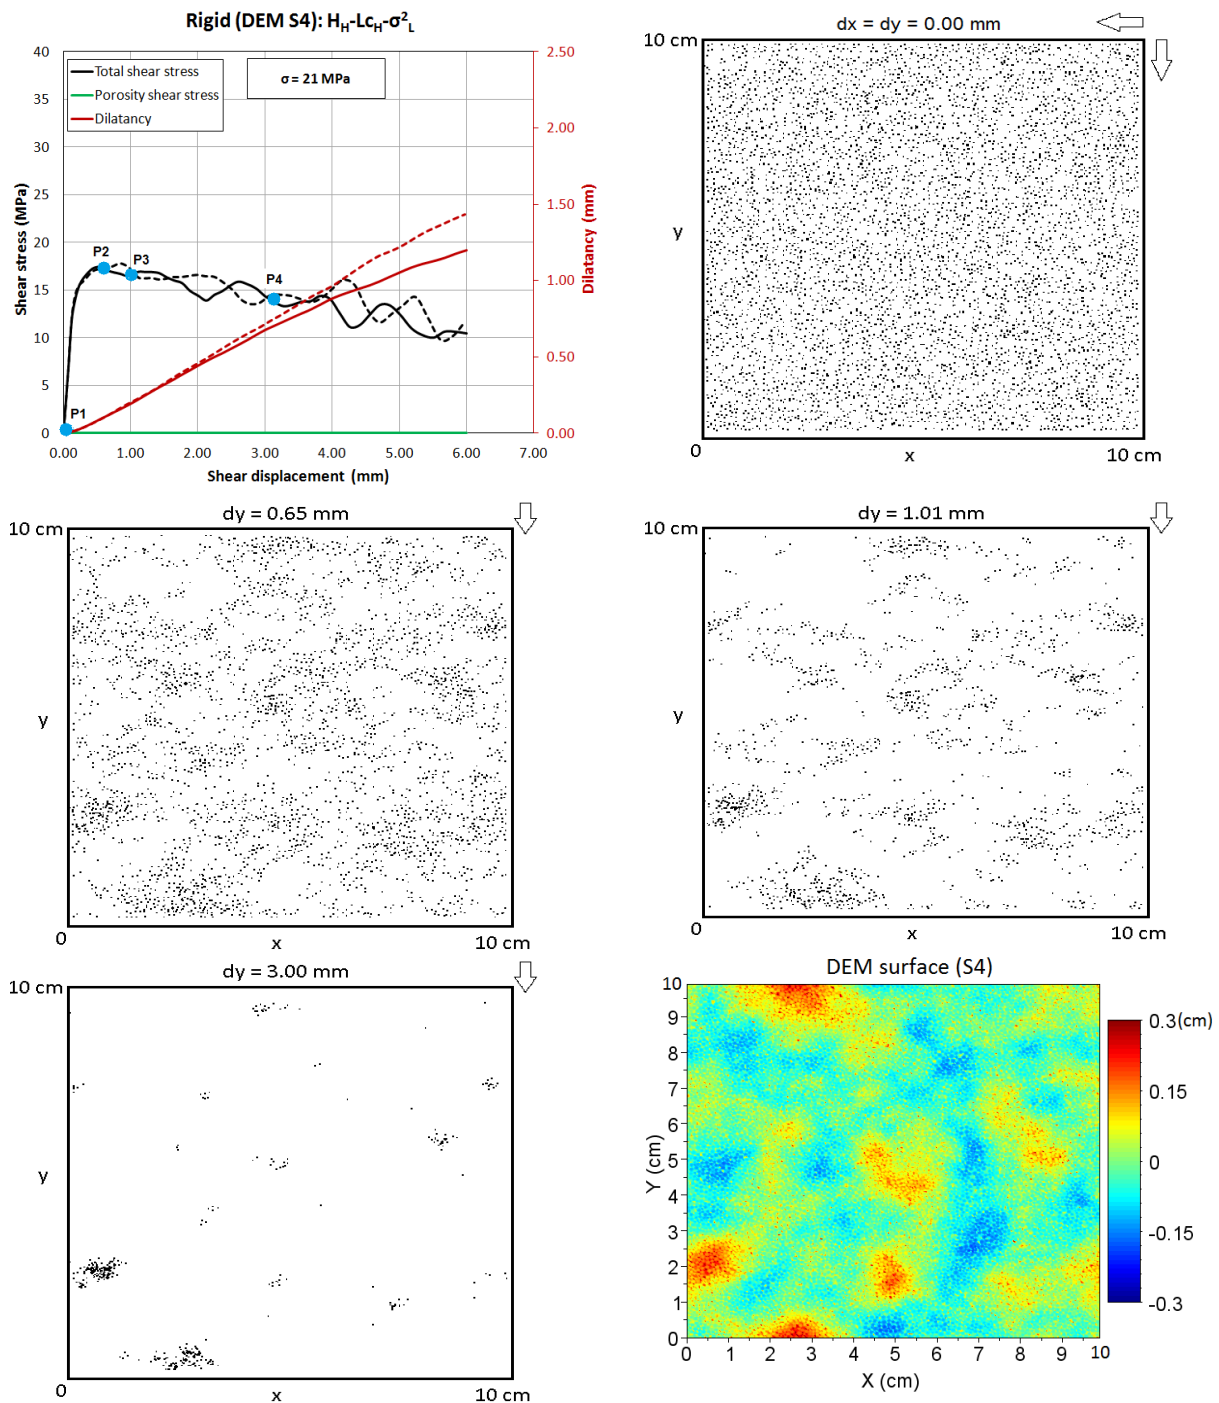 Rigid (DEM S4): H_H-Lc_H-σ²_L
40
35
30
25
20
15
10
5
0
Shear stress (MPa)
Total shear stress
Porosity shear stress
Dilatancy
σ = 21 MPa
P1
P2
P3
P4
2.50
2.00
1.50
1.00
0.50
0.00
Dilatancy (mm)
0.00 1.00 2.00 3.00 4.00 5.00 6.00 7.00
Shear displacement (mm)
dx = dy = 0.00 mm
10 cm
y
0
x
10 cm
dy = 0.65 mm
10 cm
y
0
x
10 cm
dy = 1.01 mm
10 cm
y
0
x
10 cm
dy = 3.00 mm
10 cm
y
0
x
10 cm
DEM surface (S4)
10
9
8
7
6
5
4
3
2
1
0
Y (cm)
0 1 2 3 4 5 6 7 8 9 10
X (cm)
0.3(cm)
0.15
0
-0.15
-0.3